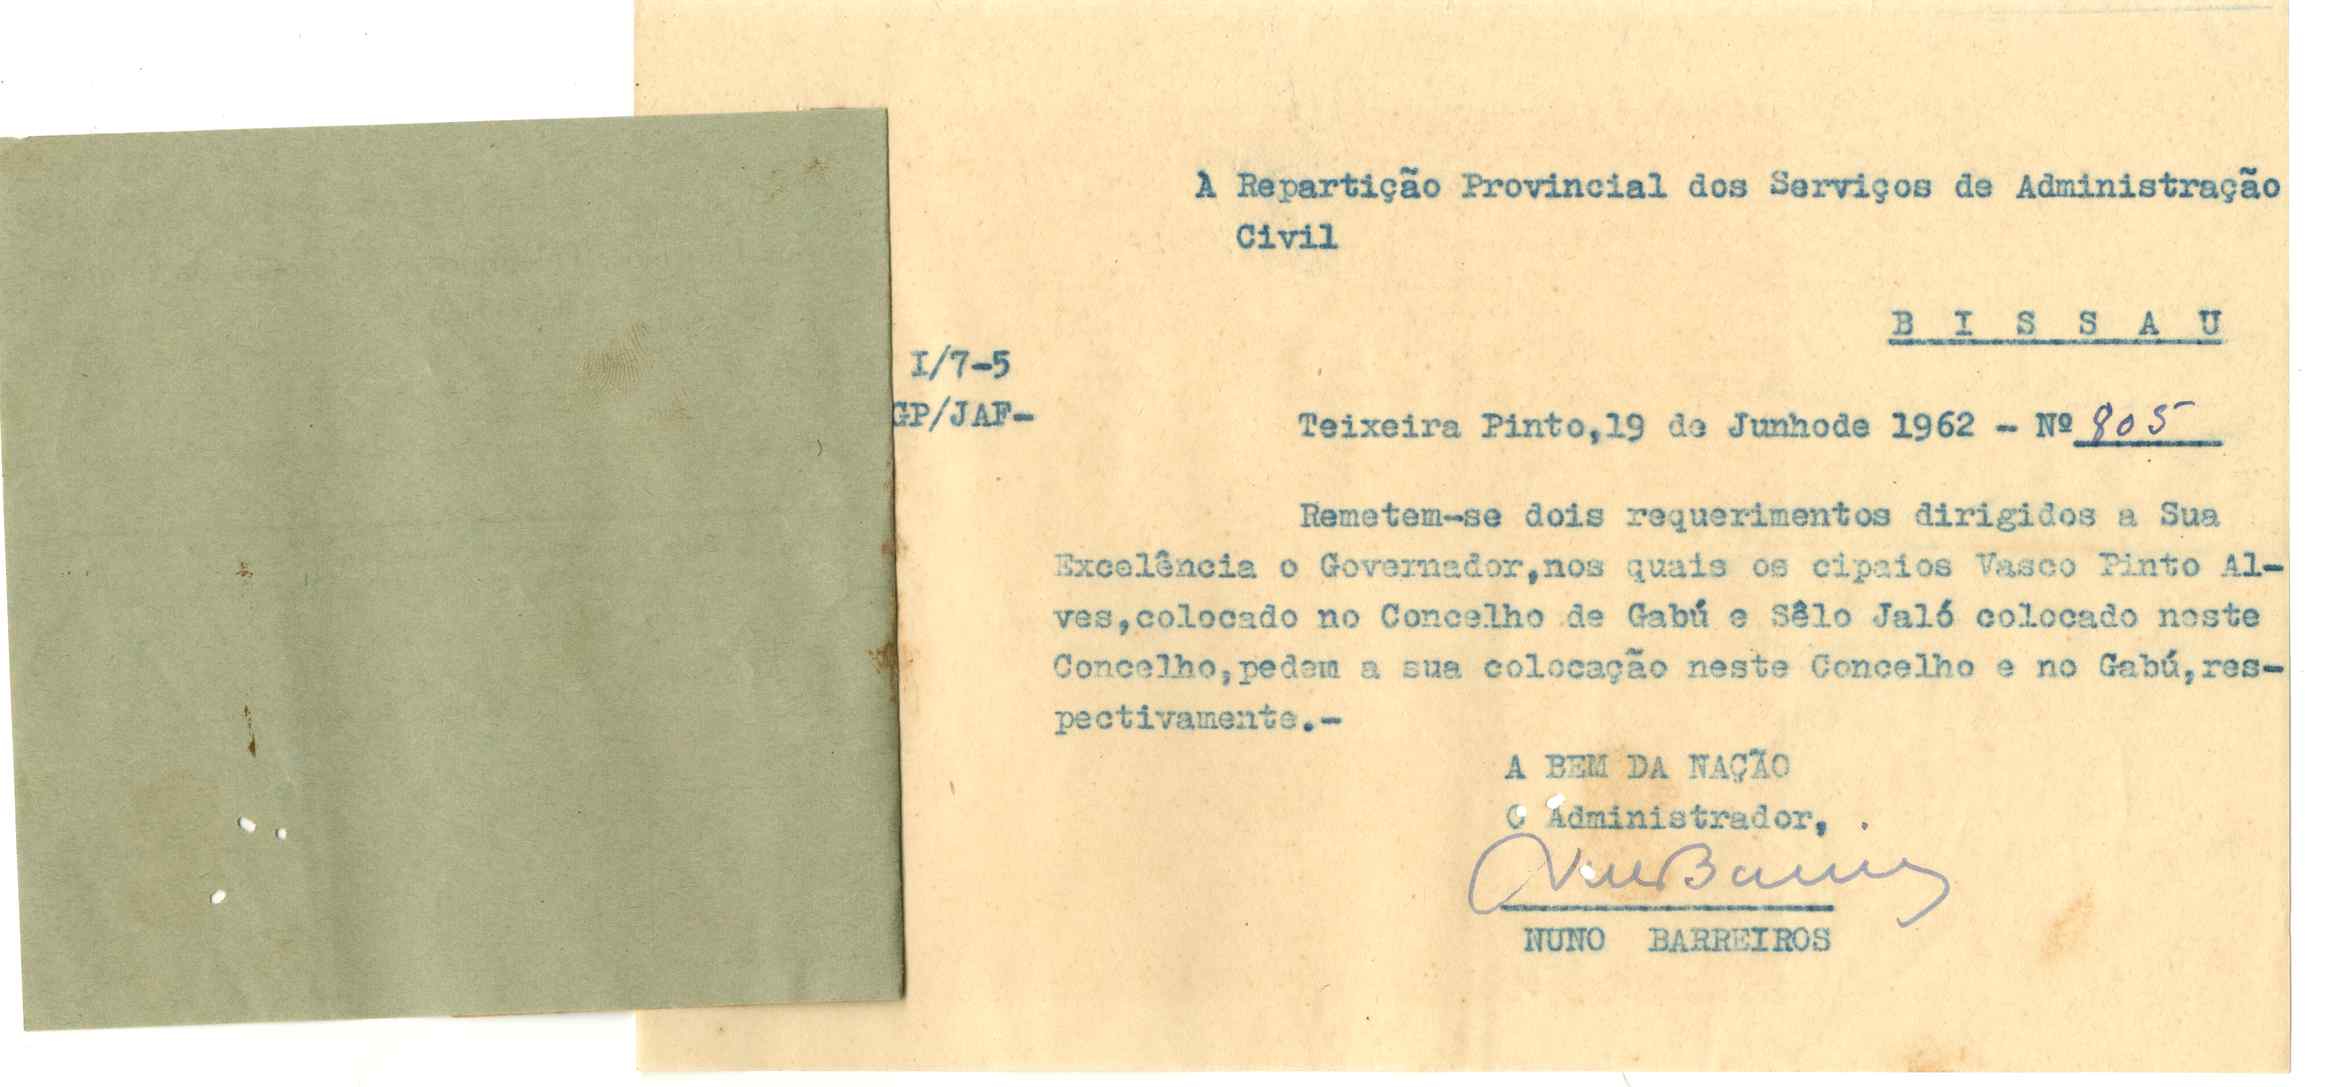 À Repartição Provincial dos Serviços de Administração
Civil
B I S S A U
I/7-5
GP/JAF-
Teixeira Pinto,19 de Junhode 1962 - Nº 805
Remetem-se dois requerimentos dirigidos a Sua
Excelência o Governador,nos quais os cipaios Vasco Pinto Al-
ves,colocado no Concelho de Gabú e Sêlo Jaló colocado neste
Concelho,pedem a sua colocação neste Concelho e no Gabú,res-
pectivamente.-
A BEM DA NAÇÃO
O Administrador,
Nuno Barreiros
NUNO BARREIROS